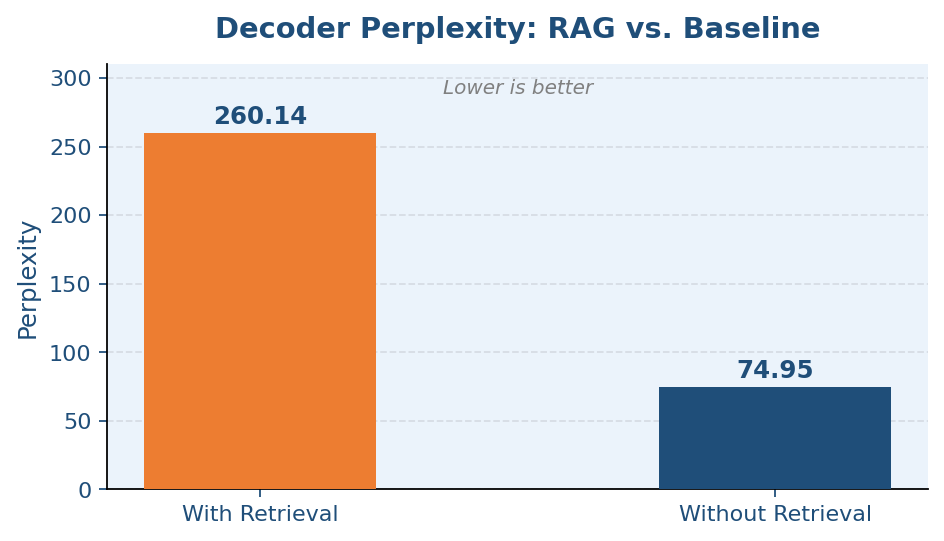 Decoder Perplexity: RAG vs. Baseline
Lower is better
Perplexity
300
250
200
150
100
50
0
260.14
74.95
With Retrieval
Without Retrieval